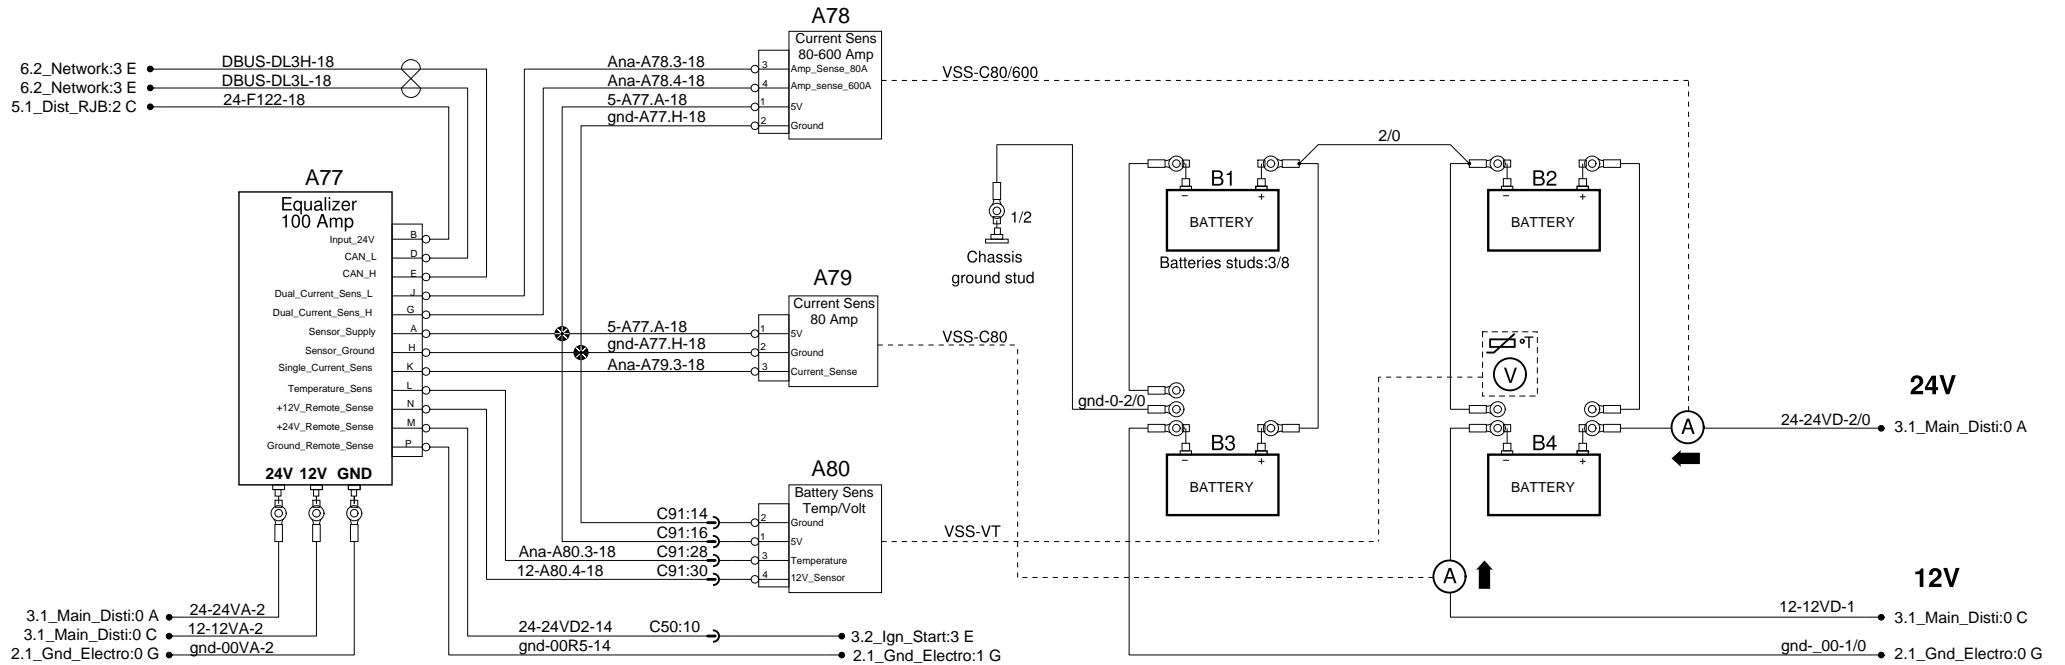 A78
Current Sens
80-600 Amp
3 Amp_Sense_80A
4 Amp_sense_600A
1 5V
2 Ground
6.2_Network:3 E
DBUS-DL3H-18
6.2_Network:3 E
DBUS-DL3L-18
5.1_Dist_RJB:2 C
24-F122-18
Ana-A78.3-18
Ana-A78.4-18
5-A77.A-18
gnd-A77.H-18
VSS-C80/600
A77
Equalizer
100 Amp
Input_24V B
CAN_L D
CAN_H E
Dual_Current_Sens_L J
Dual_Current_Sens_H G
Sensor_Supply A
Sensor_Ground H
Single_Current_Sens K
Temperature_Sens L
+12V_Remote_Sense N
+24V_Remote_Sense M
Ground_Remote_Sense P
24V 12V GND
A79
Current Sens
80 Amp
1 5V
2 Ground
3 Current_Sense
5-A77.A-18
gnd-A77.H-18
Ana-A79.3-18
VSS-C80
A80
Battery Sens
Temp/Volt
2 Ground
1 5V
3 Temperature
4 12V_Sensor
C91:14
C91:16
Ana-A80.3-18 C91:28
12-A80.4-18 C91:30
VSS-VT
3.1_Main_Disti:0 A
24-24VA-2
3.1_Main_Disti:0 C
12-12VA-2
2.1_Gnd_Electro:0 G
gnd-00VA-2
24-24VD2-14 C50:10
3.2_Ign_Start:3 E
gnd-00R5-14
2.1_Gnd_Electro:1 G
1/2
Chassis
ground stud
gnd-0-2/0
2/0
B1
- +
BATTERY
Batteries studs:3/8
B2
- +
BATTERY
B3
- +
BATTERY
B4
- +
BATTERY
°T
V
A
A
24V
24-24VD-2/0
3.1_Main_Disti:0 A
12V
12-12VD-1
3.1_Main_Disti:0 C
gnd-_00-1/0
2.1_Gnd_Electro:0 G